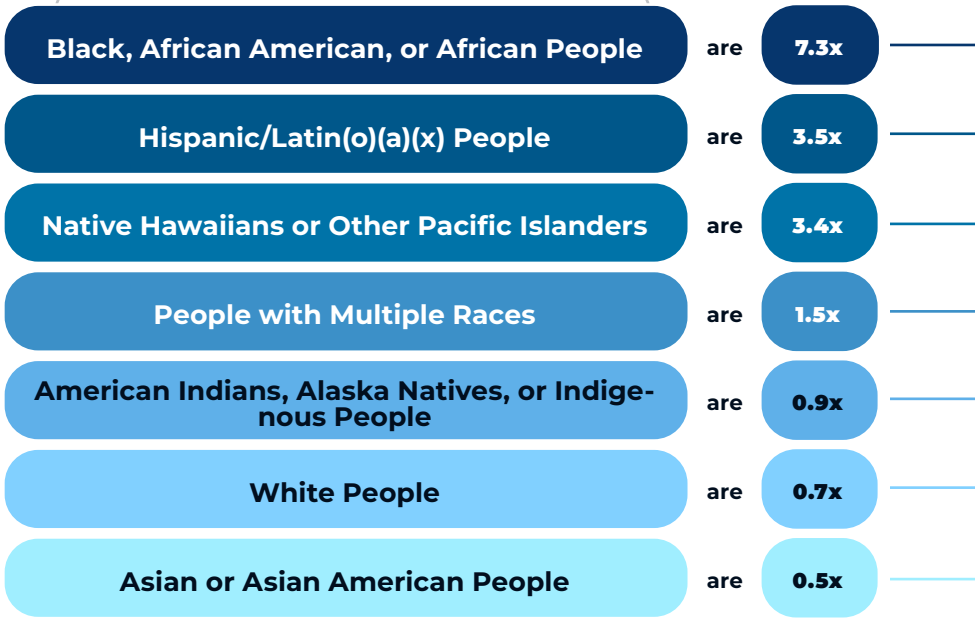 Black, African American, or African People are 7.3x
Hispanic/Latin(o)(a)(x) People are 3.5x
Native Hawaiians or Other Pacific Islanders are 3.4x
People with Multiple Races are 1.5x
American Indians, Alaska Natives, or Indige-
nous People are 0.9x
White People are 0.7x
Asian or Asian American People are 0.5x